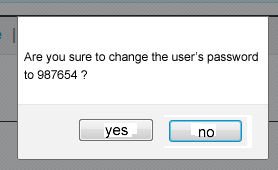 Are you sure to change the user's password
to 987654 ?
yes no